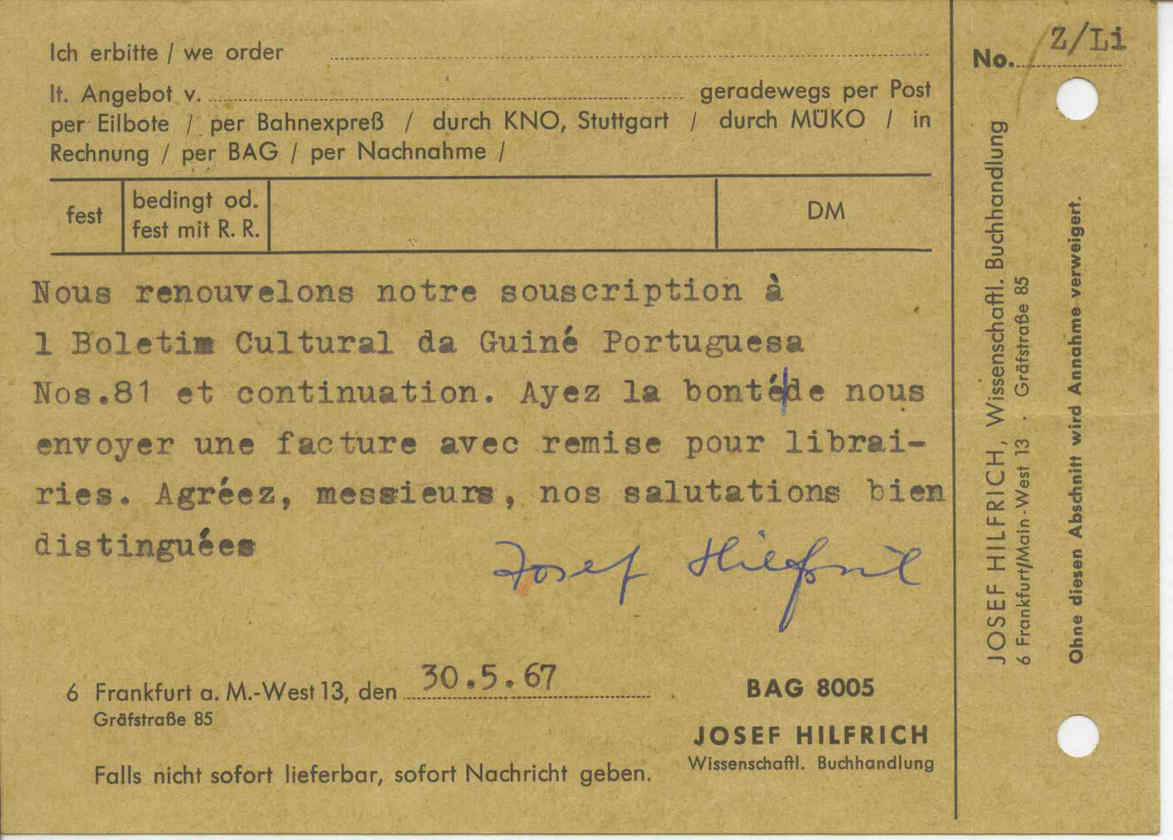 Ich erbitte / we order
lt. Angebot v. geradewegs per Post
per Eilbote / per Bahnexpreß / durch KNO, Stuttgart / durch MÜKO / in
Rechnung / per BAG / per Nachnahme /
fest
bedingt od.
fest mit R. R.
DM
Nous renouvelons notre souscription à
1 Boletim Cultural da Guiné Portuguesa
Nos.81 et continuation. Ayez la bonté/de nous
envoyer une facture avec remise pour librai-
ries. Agréez, messieurs, nos salutations bien
distinguées
Josef Hilfrich
6 Frankfurt a. M.-West 13, den 30.5.67
Gräfstraße 85
Falls nicht sofort lieferbar, sofort Nachricht geben.
BAG 8005
JOSEF HILFRICH
Wissenschaftl. Buchhandlung
No. Z/Li
JOSEF HILFRICH, Wissenschaftl. Buchhandlung
6 Frankfurt/Main-West 13 · Gräfstraße 85
Ohne diesen Abschnitt wird Annahme verweigert.